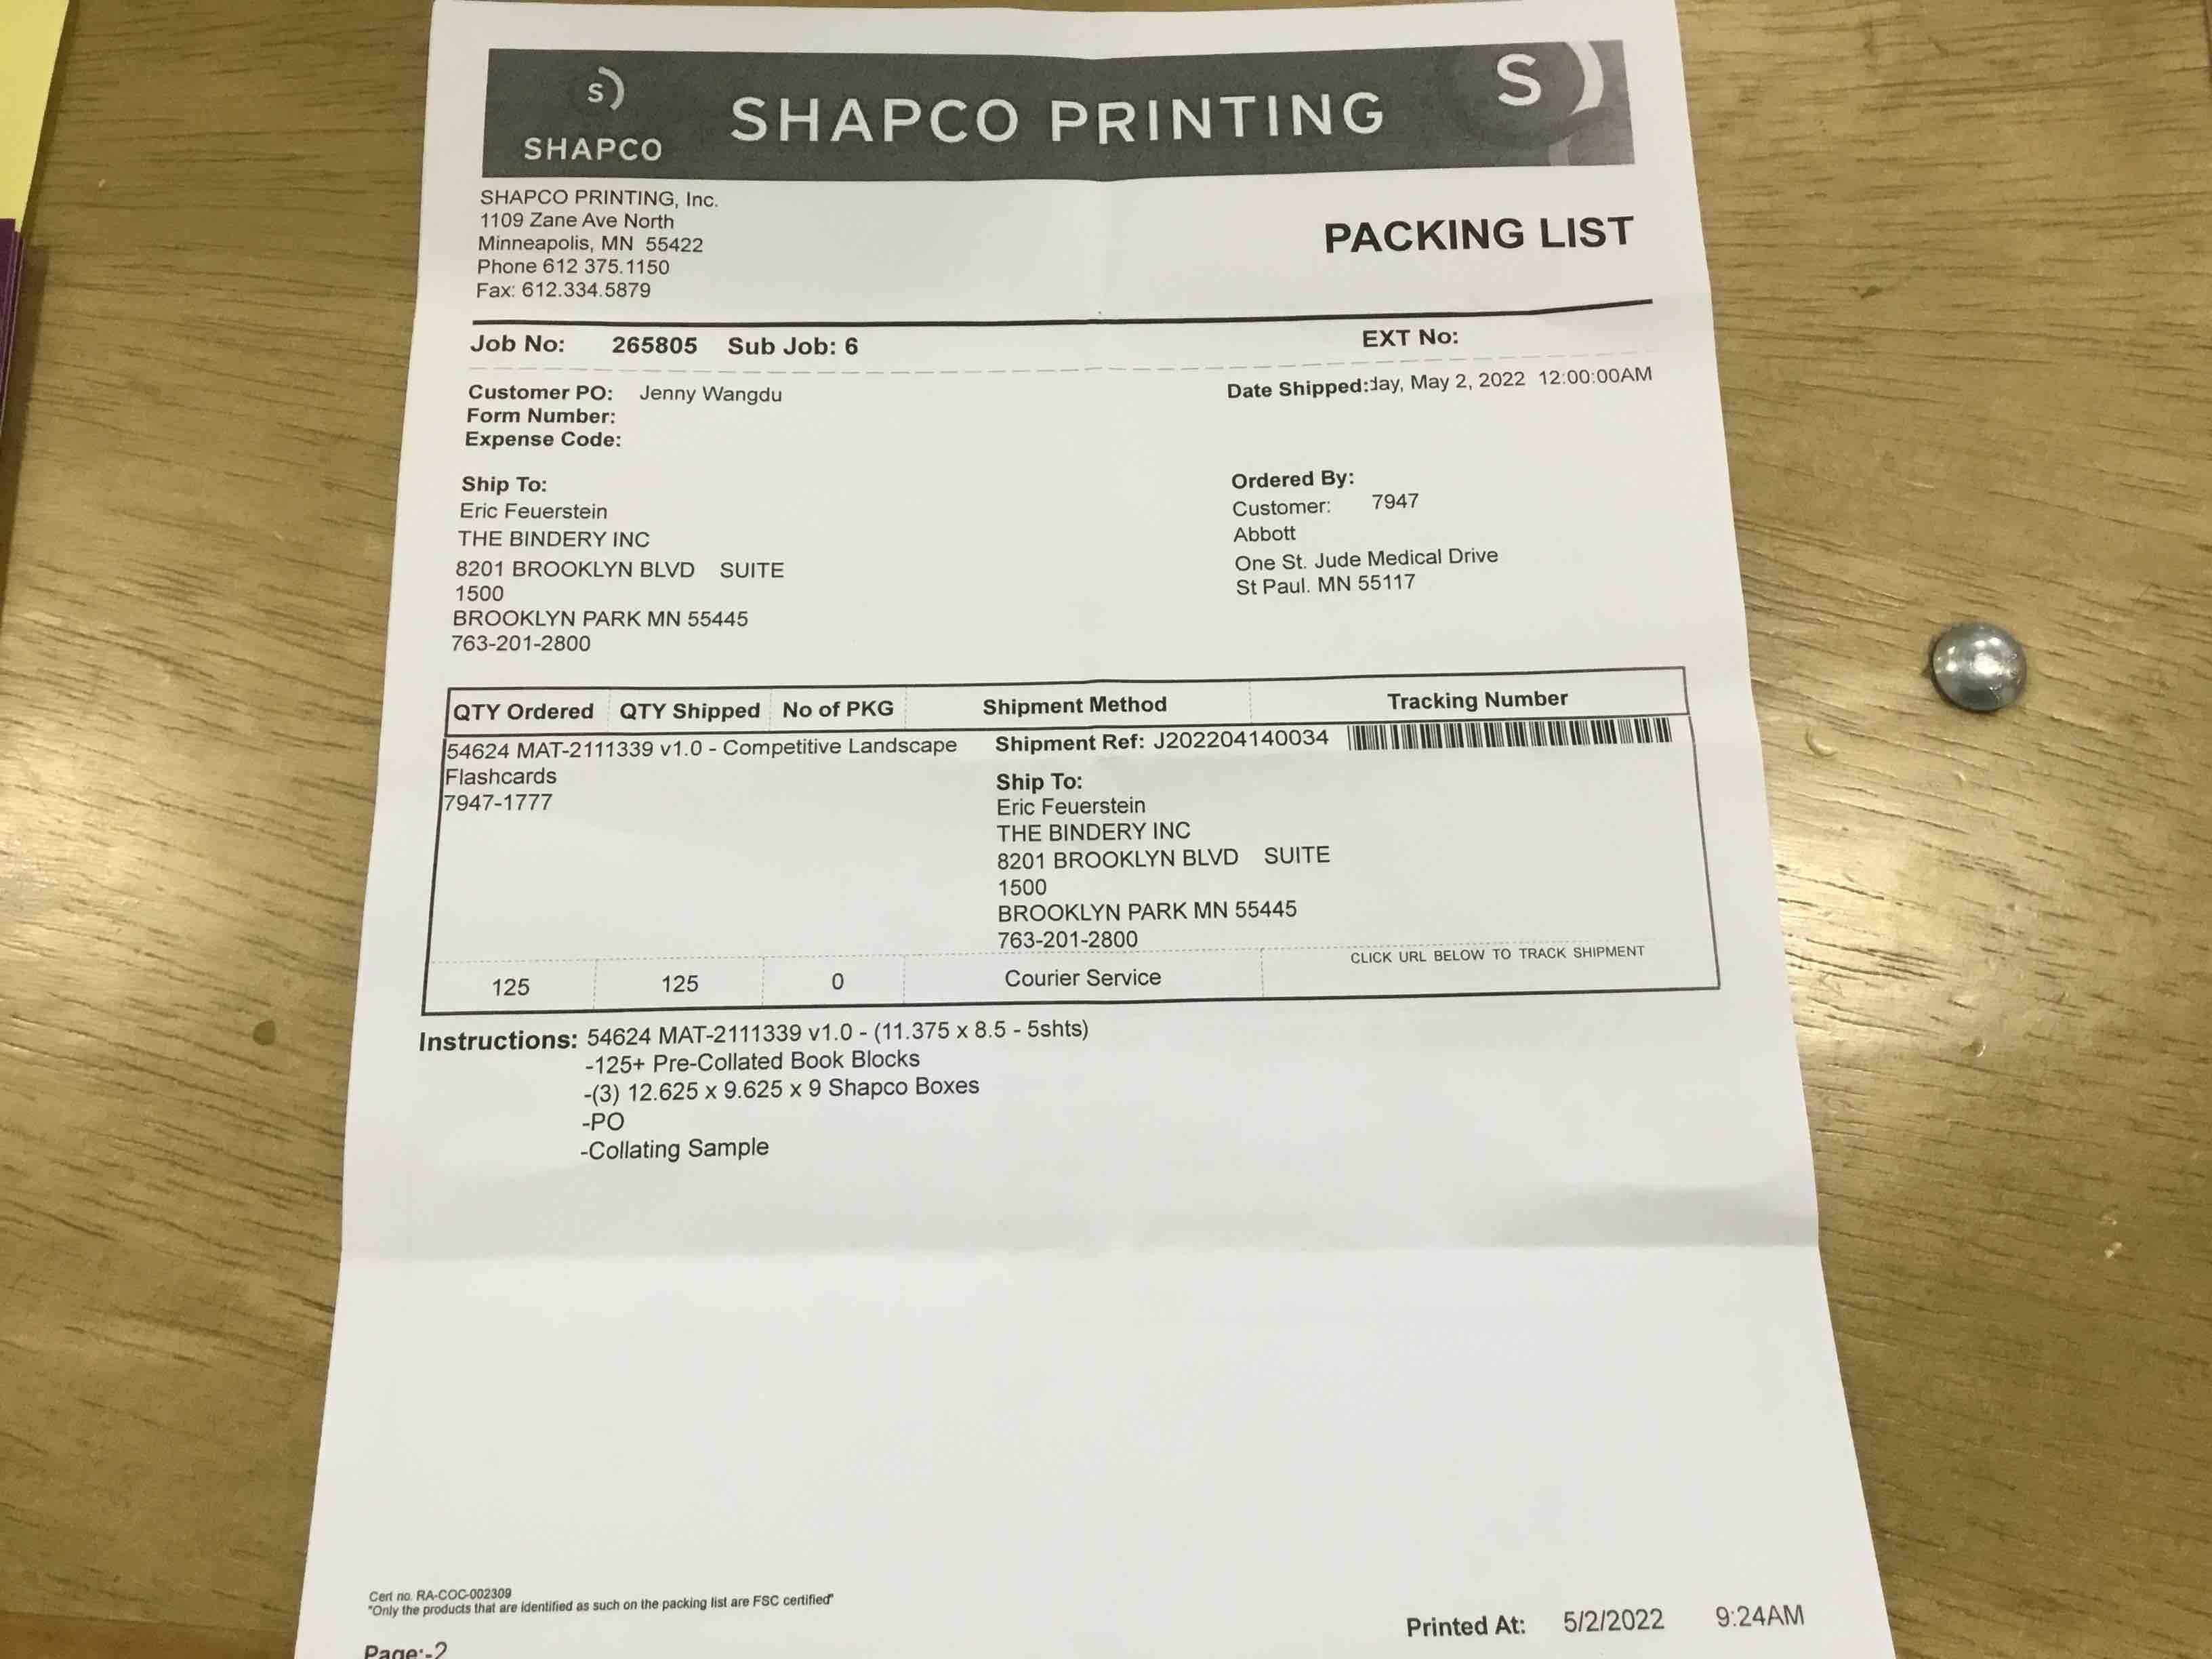 S)
SHAPCO
SHAPCO PRINTING
S)
SHAPCO PRINTING, Inc.
1109 Zane Ave North
Minneapolis, MN 55422
Phone 612 375.1150
Fax: 612.334.5879
PACKING LIST
Job No: 265805 Sub Job: 6
EXT No:
Customer PO: Jenny Wangdu
Form Number:
Expense Code:
Date Shipped:day, May 2, 2022 12:00:00AM
Ship To:
Eric Feuerstein
THE BINDERY INC
8201 BROOKLYN BLVD SUITE
1500
BROOKLYN PARK MN 55445
763-201-2800
Ordered By:
Customer: 7947
Abbott
One St. Jude Medical Drive
St Paul. MN 55117
QTY Ordered QTY Shipped No of PKG Shipment Method Tracking Number
54624 MAT-2111339 v1.0 - Competitive Landscape
Flashcards
7947-1777
Shipment Ref: J202204140034
Ship To:
Eric Feuerstein
THE BINDERY INC
8201 BROOKLYN BLVD SUITE
1500
BROOKLYN PARK MN 55445
763-201-2800
CLICK URL BELOW TO TRACK SHIPMENT
125 125 0 Courier Service
Instructions: 54624 MAT-2111339 v1.0 - (11.375 x 8.5 - 5shts)
-125+ Pre-Collated Book Blocks
-(3) 12.625 x 9.625 x 9 Shapco Boxes
-PO
-Collating Sample
Cert no. RA-COC-002309
"Only the products that are identified as such on the packing list are FSC certified"
Page:-2
Printed At: 5/2/2022 9:24AM